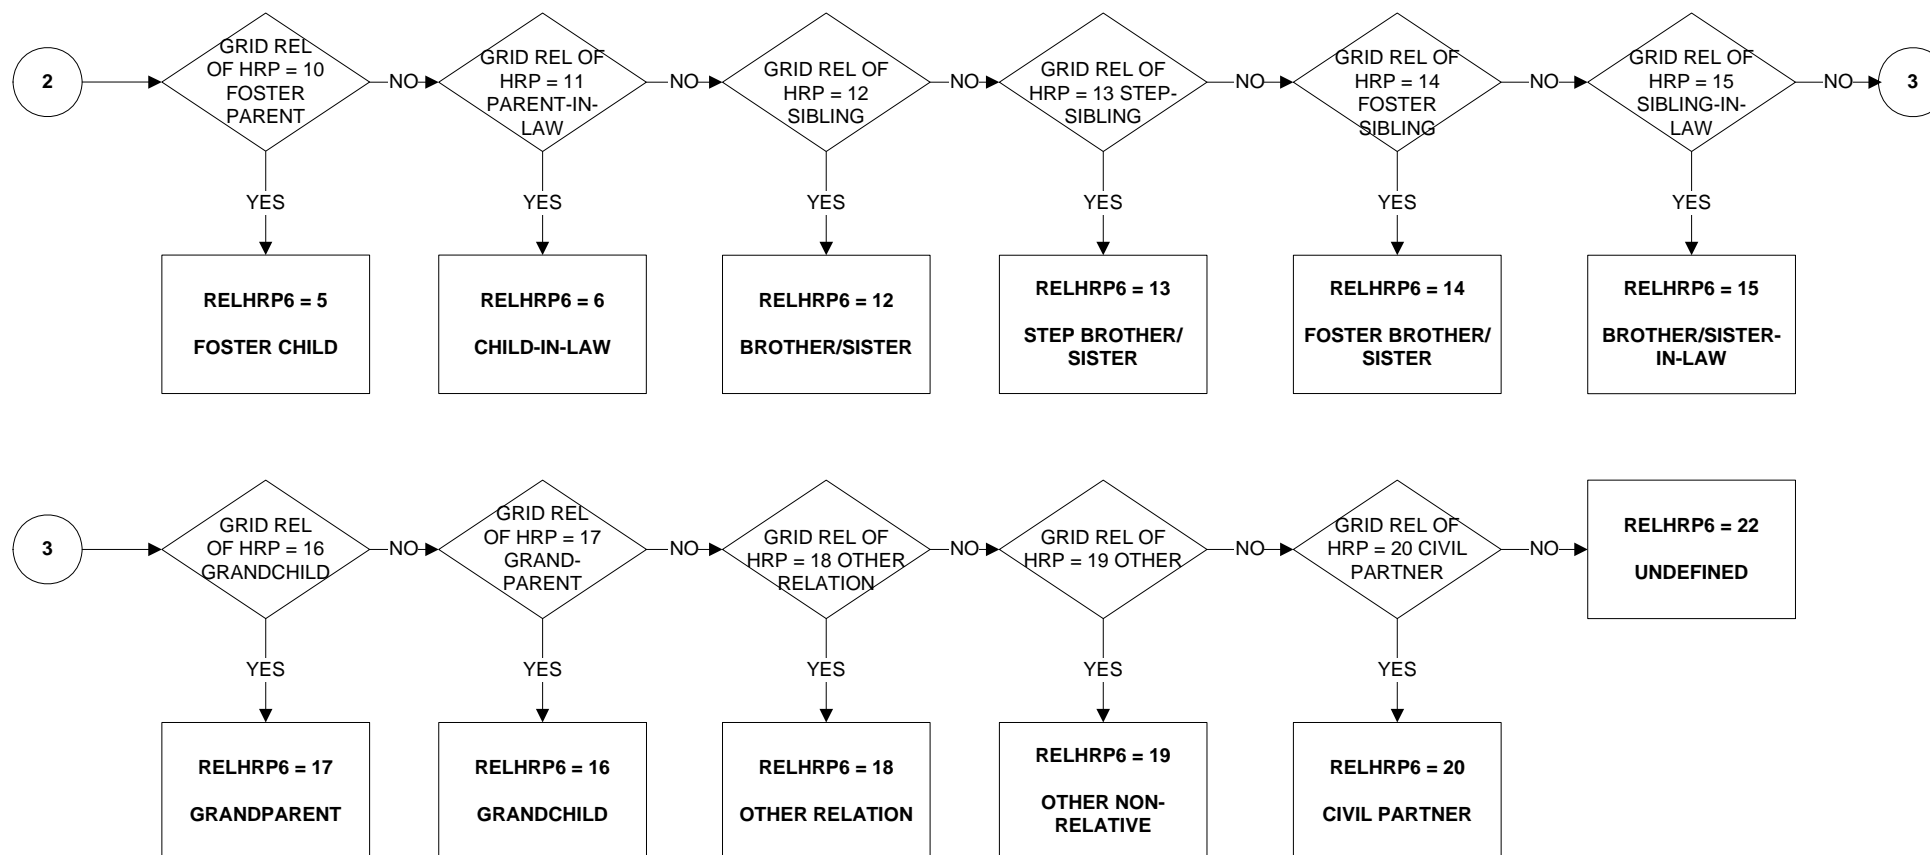 2
GRID REL
OF HRP = 10
FOSTER
PARENT
NO
GRID REL OF
HRP = 11
PARENT-IN-
LAW
NO
GRID REL OF
HRP = 12
SIBLING
NO
GRID REL OF
HRP = 13 STEP-
SIBLING
NO
GRID REL OF
HRP = 14
FOSTER
SIBLING
NO
GRID REL OF
HRP = 15
SIBLING-IN-
LAW
NO
3
YES
YES
YES
YES
YES
YES
RELHRP6 = 5
FOSTER CHILD
RELHRP6 = 6
CHILD-IN-LAW
RELHRP6 = 12
BROTHER/SISTER
RELHRP6 = 13
STEP BROTHER/
SISTER
RELHRP6 = 14
FOSTER BROTHER/
SISTER
RELHRP6 = 15
BROTHER/SISTER-
IN-LAW
3
GRID REL
OF HRP = 16
GRANDCHILD
NO
GRID REL
OF HRP = 17
GRAND-
PARENT
NO
GRID REL OF
HRP = 18 OTHER
RELATION
NO
GRID REL OF
HRP = 19 OTHER
NO
GRID REL OF
HRP = 20 CIVIL
PARTNER
NO
RELHRP6 = 22
UNDEFINED
YES
YES
YES
YES
YES
RELHRP6 = 17
GRANDPARENT
RELHRP6 = 16
GRANDCHILD
RELHRP6 = 18
OTHER RELATION
RELHRP6 = 19
OTHER NON-
RELATIVE
RELHRP6 = 20
CIVIL PARTNER